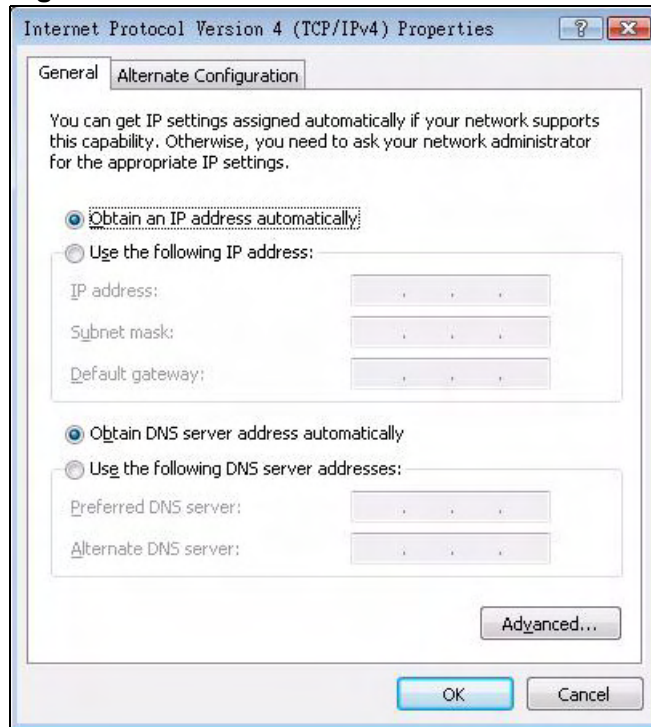 Internet Protocol Version 4 (TCP/IPv4) Properties
General
Alternate Configuration
You can get IP settings assigned automatically if your network supports
this capability. Otherwise, you need to ask your network administrator
for the appropriate IP settings.
Obtain an IP address automatically
Use the following IP address:
IP address:
Subnet mask:
Default gateway:
Obtain DNS server address automatically
Use the following DNS server addresses:
Preferred DNS server:
Alternate DNS server:
Advanced...
OK
Cancel